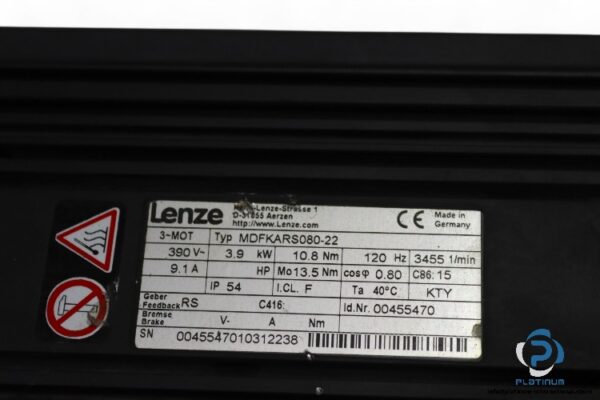 Lenze
-Lenze-Strasse 1
D-31855 Aerzen
http://www.Lenze.com
CE
Made in
Germany
3~MOT Typ MDFKARS080-22
390 V~ 3.9 kW 10.8 Nm 120 Hz 3455 1/min
9.1 A HP Mo 13.5 Nm cosφ 0.80 C86: 15
IP 54 I.CL. F Ta 40°C KTY
Geber
Feedback RS C416: Id.Nr. 00455470
Bremse
Brake V- A Nm
SN 0045547010312238
PLATINUM